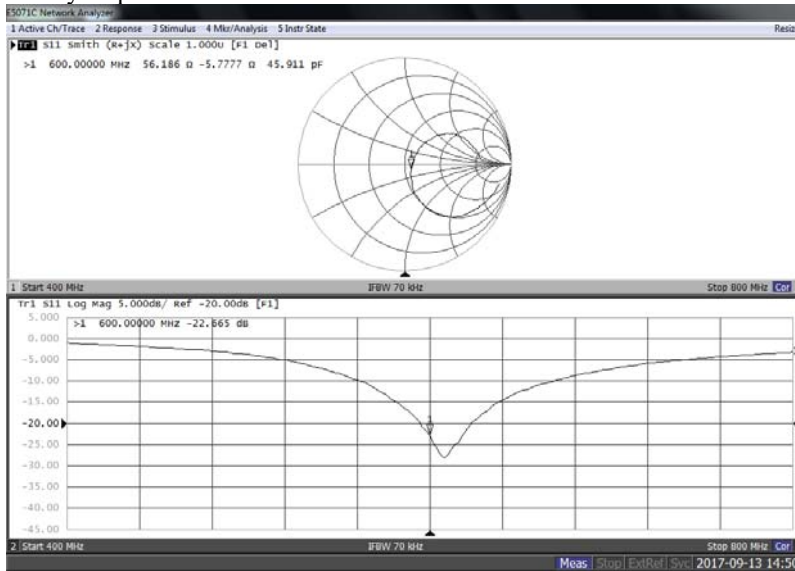 E5071C Network Analyzer
1 Active Ch/Trace 2 Response 3 Stimulus 4 Mkr/Analysis 5 Instr State
Resiz
Tr1 S11 Smith (R+jX) Scale 1.000U [F1 Del]
>1 600.00000 MHz 56.186 Ω -5.7777 Ω 45.911 pF
1 Start 400 MHz IFBW 70 kHz Stop 800 MHz Cor
Tr1 S11 Log Mag 5.000dB/ Ref -20.00dB [F1]
5.000
>1 600.00000 MHz -22.665 dB
0.000
-5.000
-10.00
-15.00
-20.00
-25.00
-30.00
-35.00
-40.00
-45.00
2 Start 400 MHz IFBW 70 kHz Stop 800 MHz Cor
Meas Stop ExtRef Svc 2017-09-13 14:50